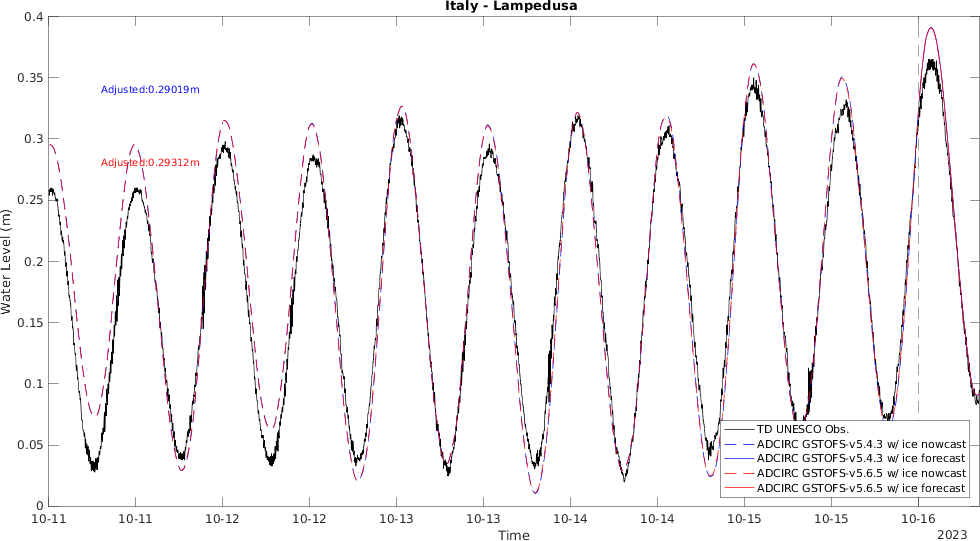 Italy - Lampedusa
0.4
0.35
0.3
0.25
0.2
0.15
0.1
0.05
0
Water Level (m)
Adjusted:0.29019m
Adjusted:0.29312m
TD UNESCO Obs.
ADCIRC GSTOFS-v5.4.3 w/ ice nowcast
ADCIRC GSTOFS-v5.4.3 w/ ice forecast
ADCIRC GSTOFS-v5.6.5 w/ ice nowcast
ADCIRC GSTOFS-v5.6.5 w/ ice forecast
10-11 10-11 10-12 10-12 10-13 10-13 10-14 10-14 10-15 10-15 10-16
Time
2023